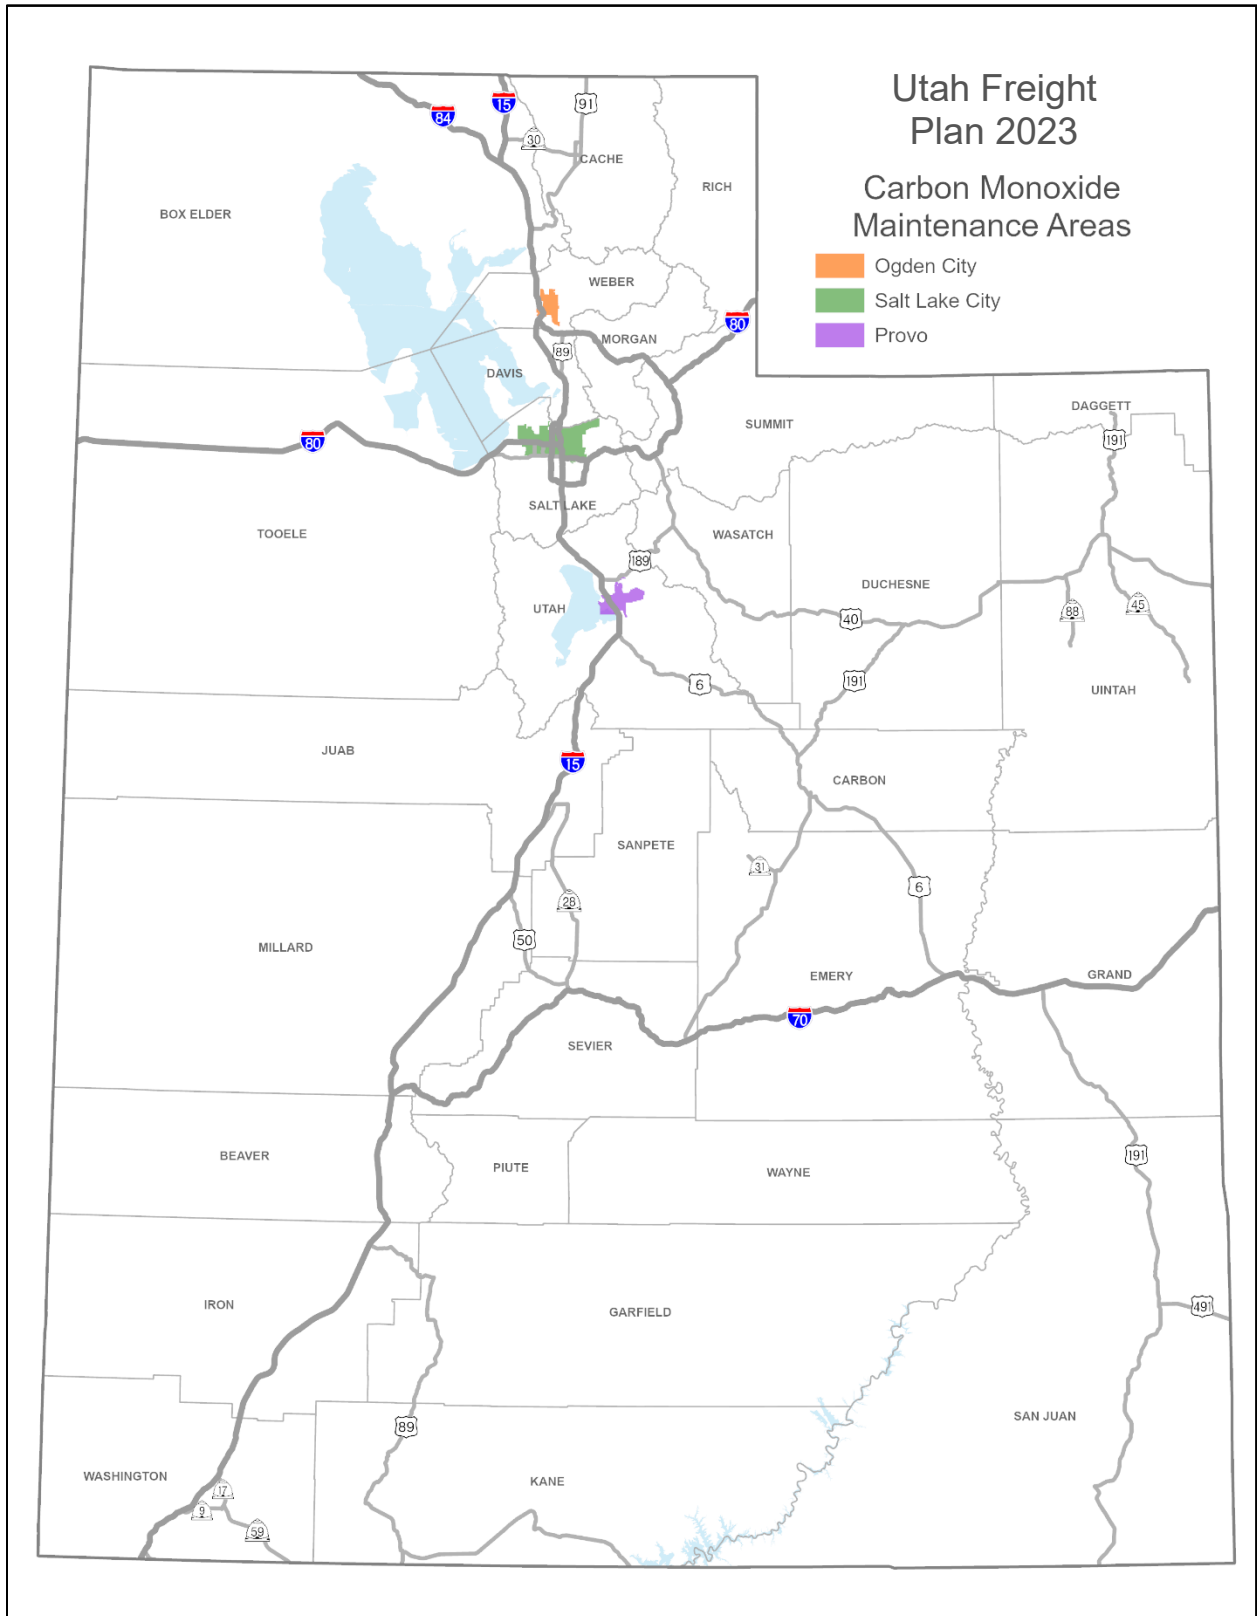 Utah Freight
Plan 2023
Carbon Monoxide
Maintenance Areas
Ogden City
Salt Lake City
Provo
84
15
91
30
CACHE
RICH
BOX ELDER
WEBER
80
MORGAN
89
DAVIS
DAGGETT
SUMMIT
80
191
SALT LAKE
TOOELE
WASATCH
189
DUCHESNE
UTAH
88
45
40
191
6
UINTAH
JUAB
15
CARBON
SANPETE
31
6
28
50
MILLARD
EMERY
GRAND
70
SEVIER
BEAVER
191
PIUTE
WAYNE
IRON
491
GARFIELD
SAN JUAN
89
WASHINGTON
KANE
17
9
59